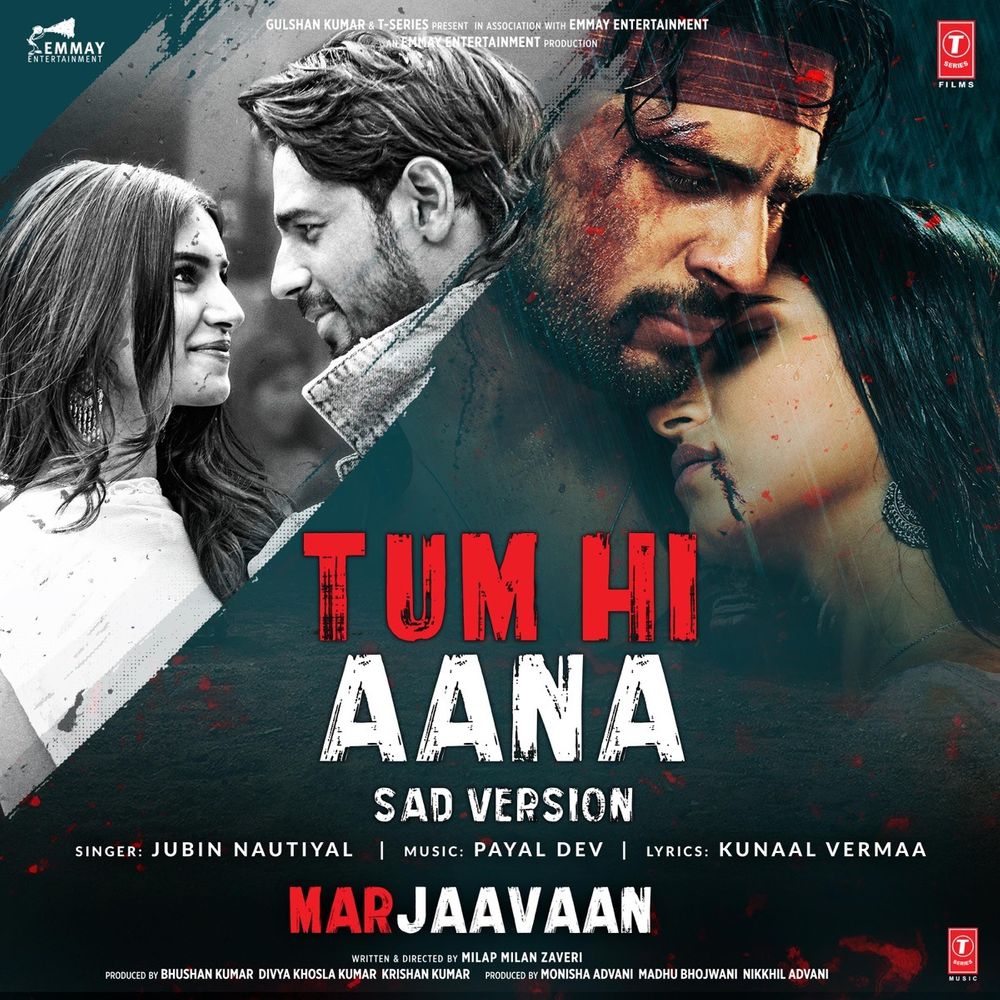 EMMAY
ENTERTAINMENT
GULSHAN KUMAR & T-SERIES PRESENT IN ASSOCIATION WITH EMMAY ENTERTAINMENT
AN EMMAY ENTERTAINMENT PRODUCTION
T
SERIES
FILMS
TUM HI
AANA
SAD VERSION
SINGER: JUBIN NAUTIYAL | MUSIC: PAYAL DEV | LYRICS: KUNAAL VERMAA
MARJAAVAAN
WRITTEN & DIRECTED BY MILAP MILAN ZAVERI
PRODUCED BY BHUSHAN KUMAR DIVYA KHOSLA KUMAR KRISHAN KUMAR PRODUCED BY MONISHA ADVANI MADHU BHOJWANI NIKKHIL ADVANI
T
SERIES
MUSIC